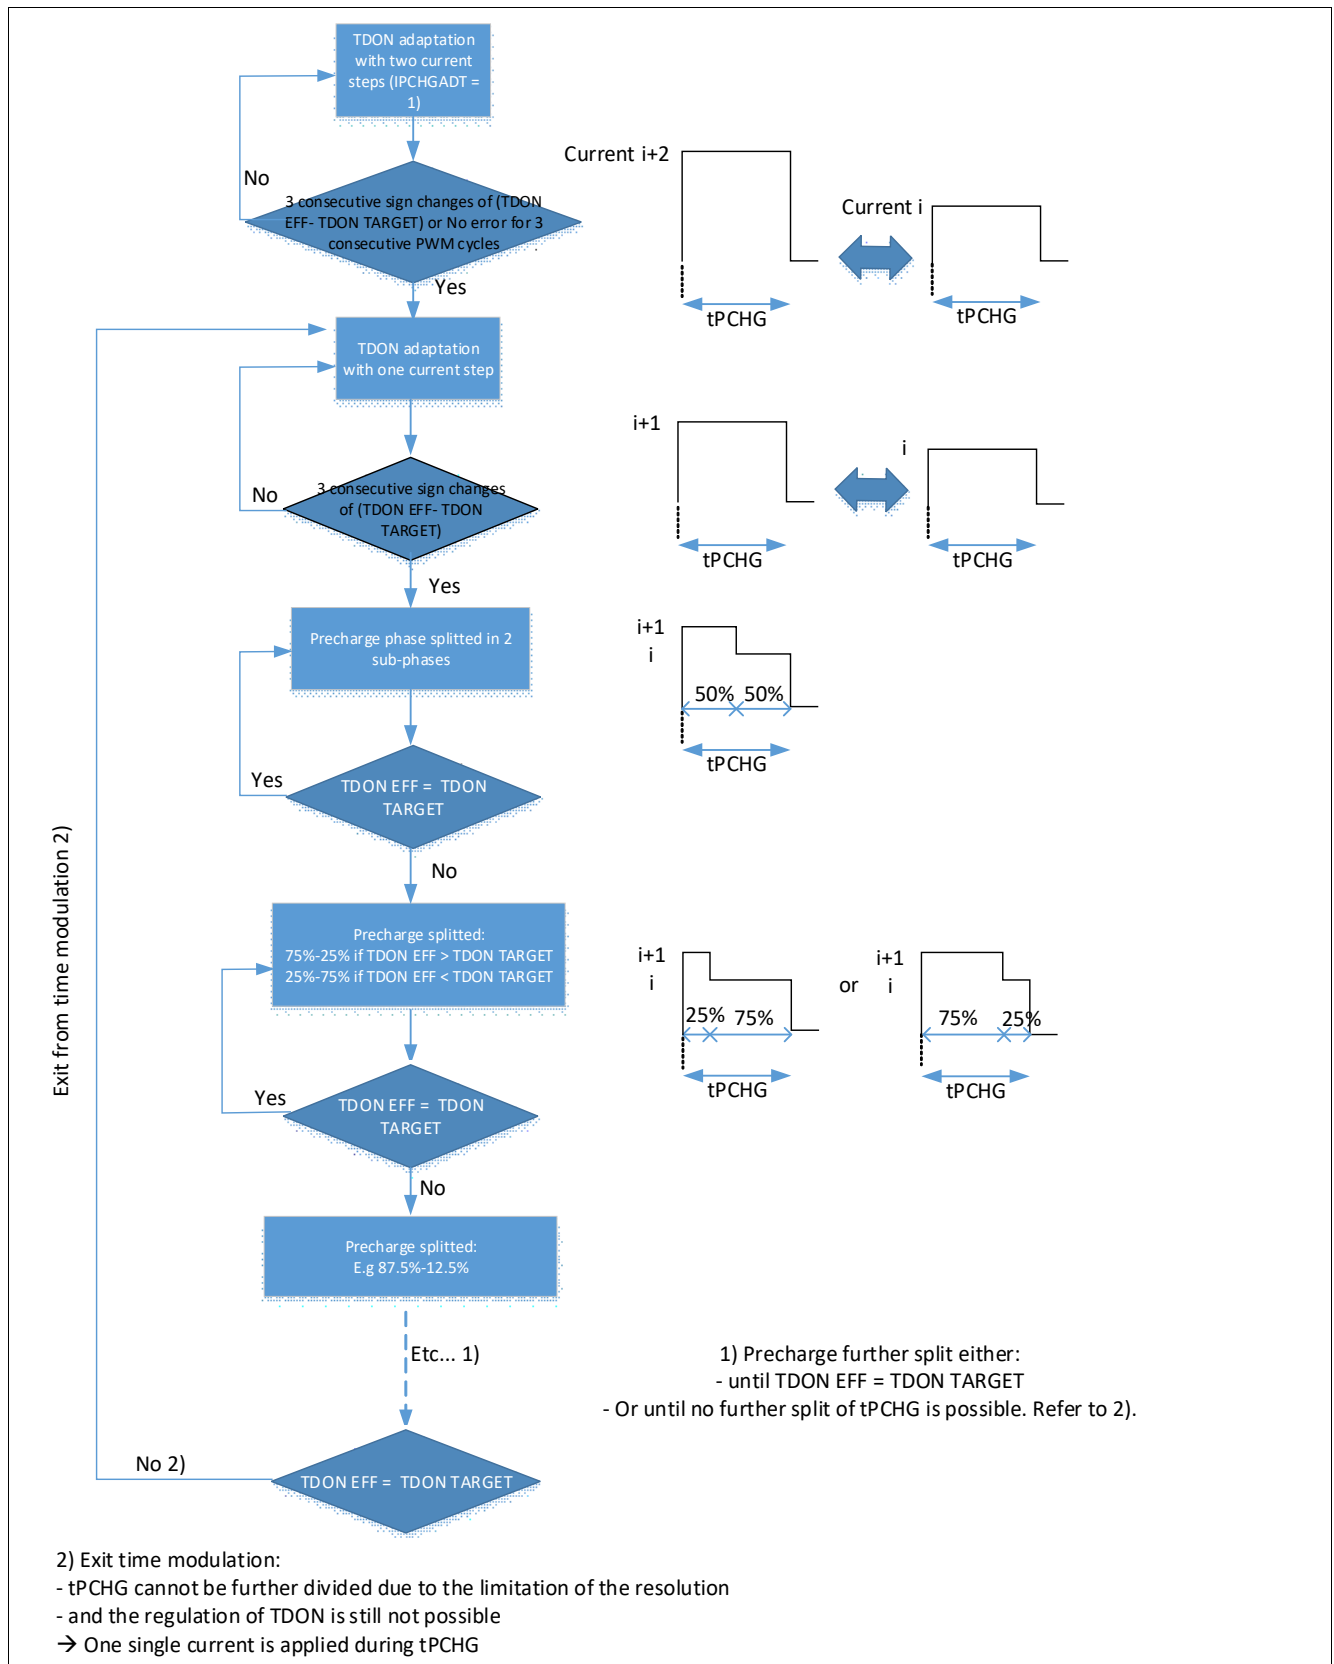 TDON adaptation
with two current
steps (IPCHGADT =
1)
No
3 consecutive sign changes of (TDON
EFF- TDON TARGET) or No error for 3
consecutive PWM cycles
Yes
Current i+2
tPCHG
Current i
tPCHG
TDON adaptation
with one current step
No
3 consecutive sign changes
of (TDON EFF- TDON
TARGET)
Yes
i+1
tPCHG
i
tPCHG
Precharge phase splitted in 2
sub-phases
i+1
i
50% 50%
tPCHG
Yes
TDON EFF = TDON
TARGET
No
Exit from time modulation 2)
Precharge splitted:
75%-25% if TDON EFF > TDON TARGET
25%-75% if TDON EFF < TDON TARGET
i+1
i
25% 75%
tPCHG
or
i+1
i
75% 25%
tPCHG
Yes
TDON EFF = TDON
TARGET
No
Precharge splitted:
E.g 87.5%-12.5%
Etc... 1)
1) Precharge further split either:
- until TDON EFF = TDON TARGET
- Or until no further split of tPCHG is possible. Refer to 2).
No 2)
TDON EFF = TDON TARGET
2) Exit time modulation:
- tPCHG cannot be further divided due to the limitation of the resolution
- and the regulation of TDON is still not possible
→ One single current is applied during tPCHG